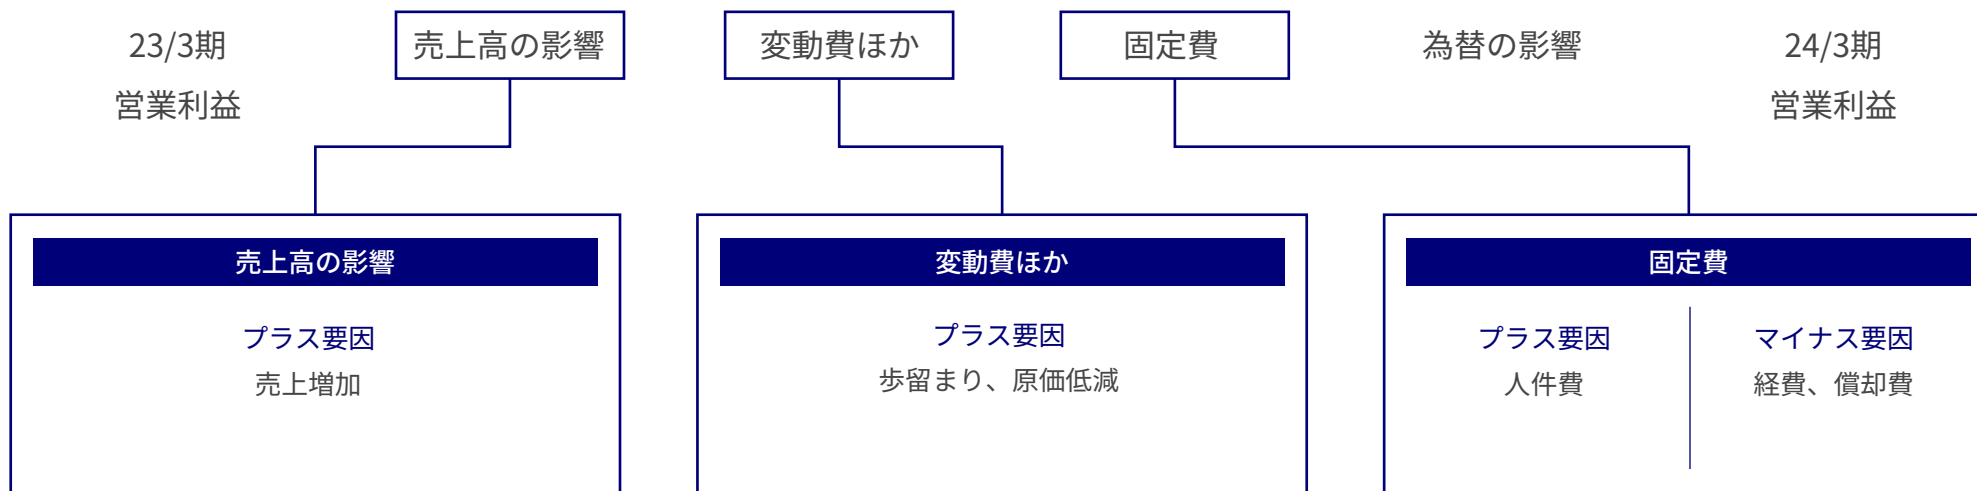 23/3期
営業利益
売上高の影響
変動費ほか
固定費
為替の影響
24/3期
営業利益
売上高の影響
プラス要因
売上増加
変動費ほか
プラス要因
歩留まり、原価低減
固定費
プラス要因
人件費
マイナス要因
経費、償却費